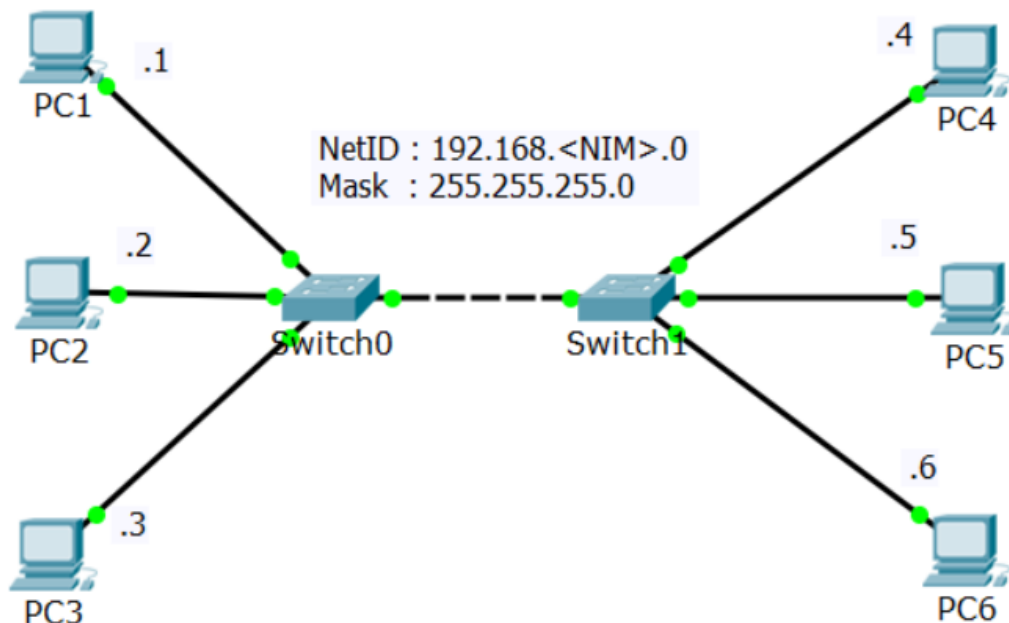 .1
.4
PC1
PC4
NetID : 192.168.<NIM>.0
Mask : 255.255.255.0
.2
.5
PC2
Switch0
Switch1
PC5
.3
.6
PC3
PC6